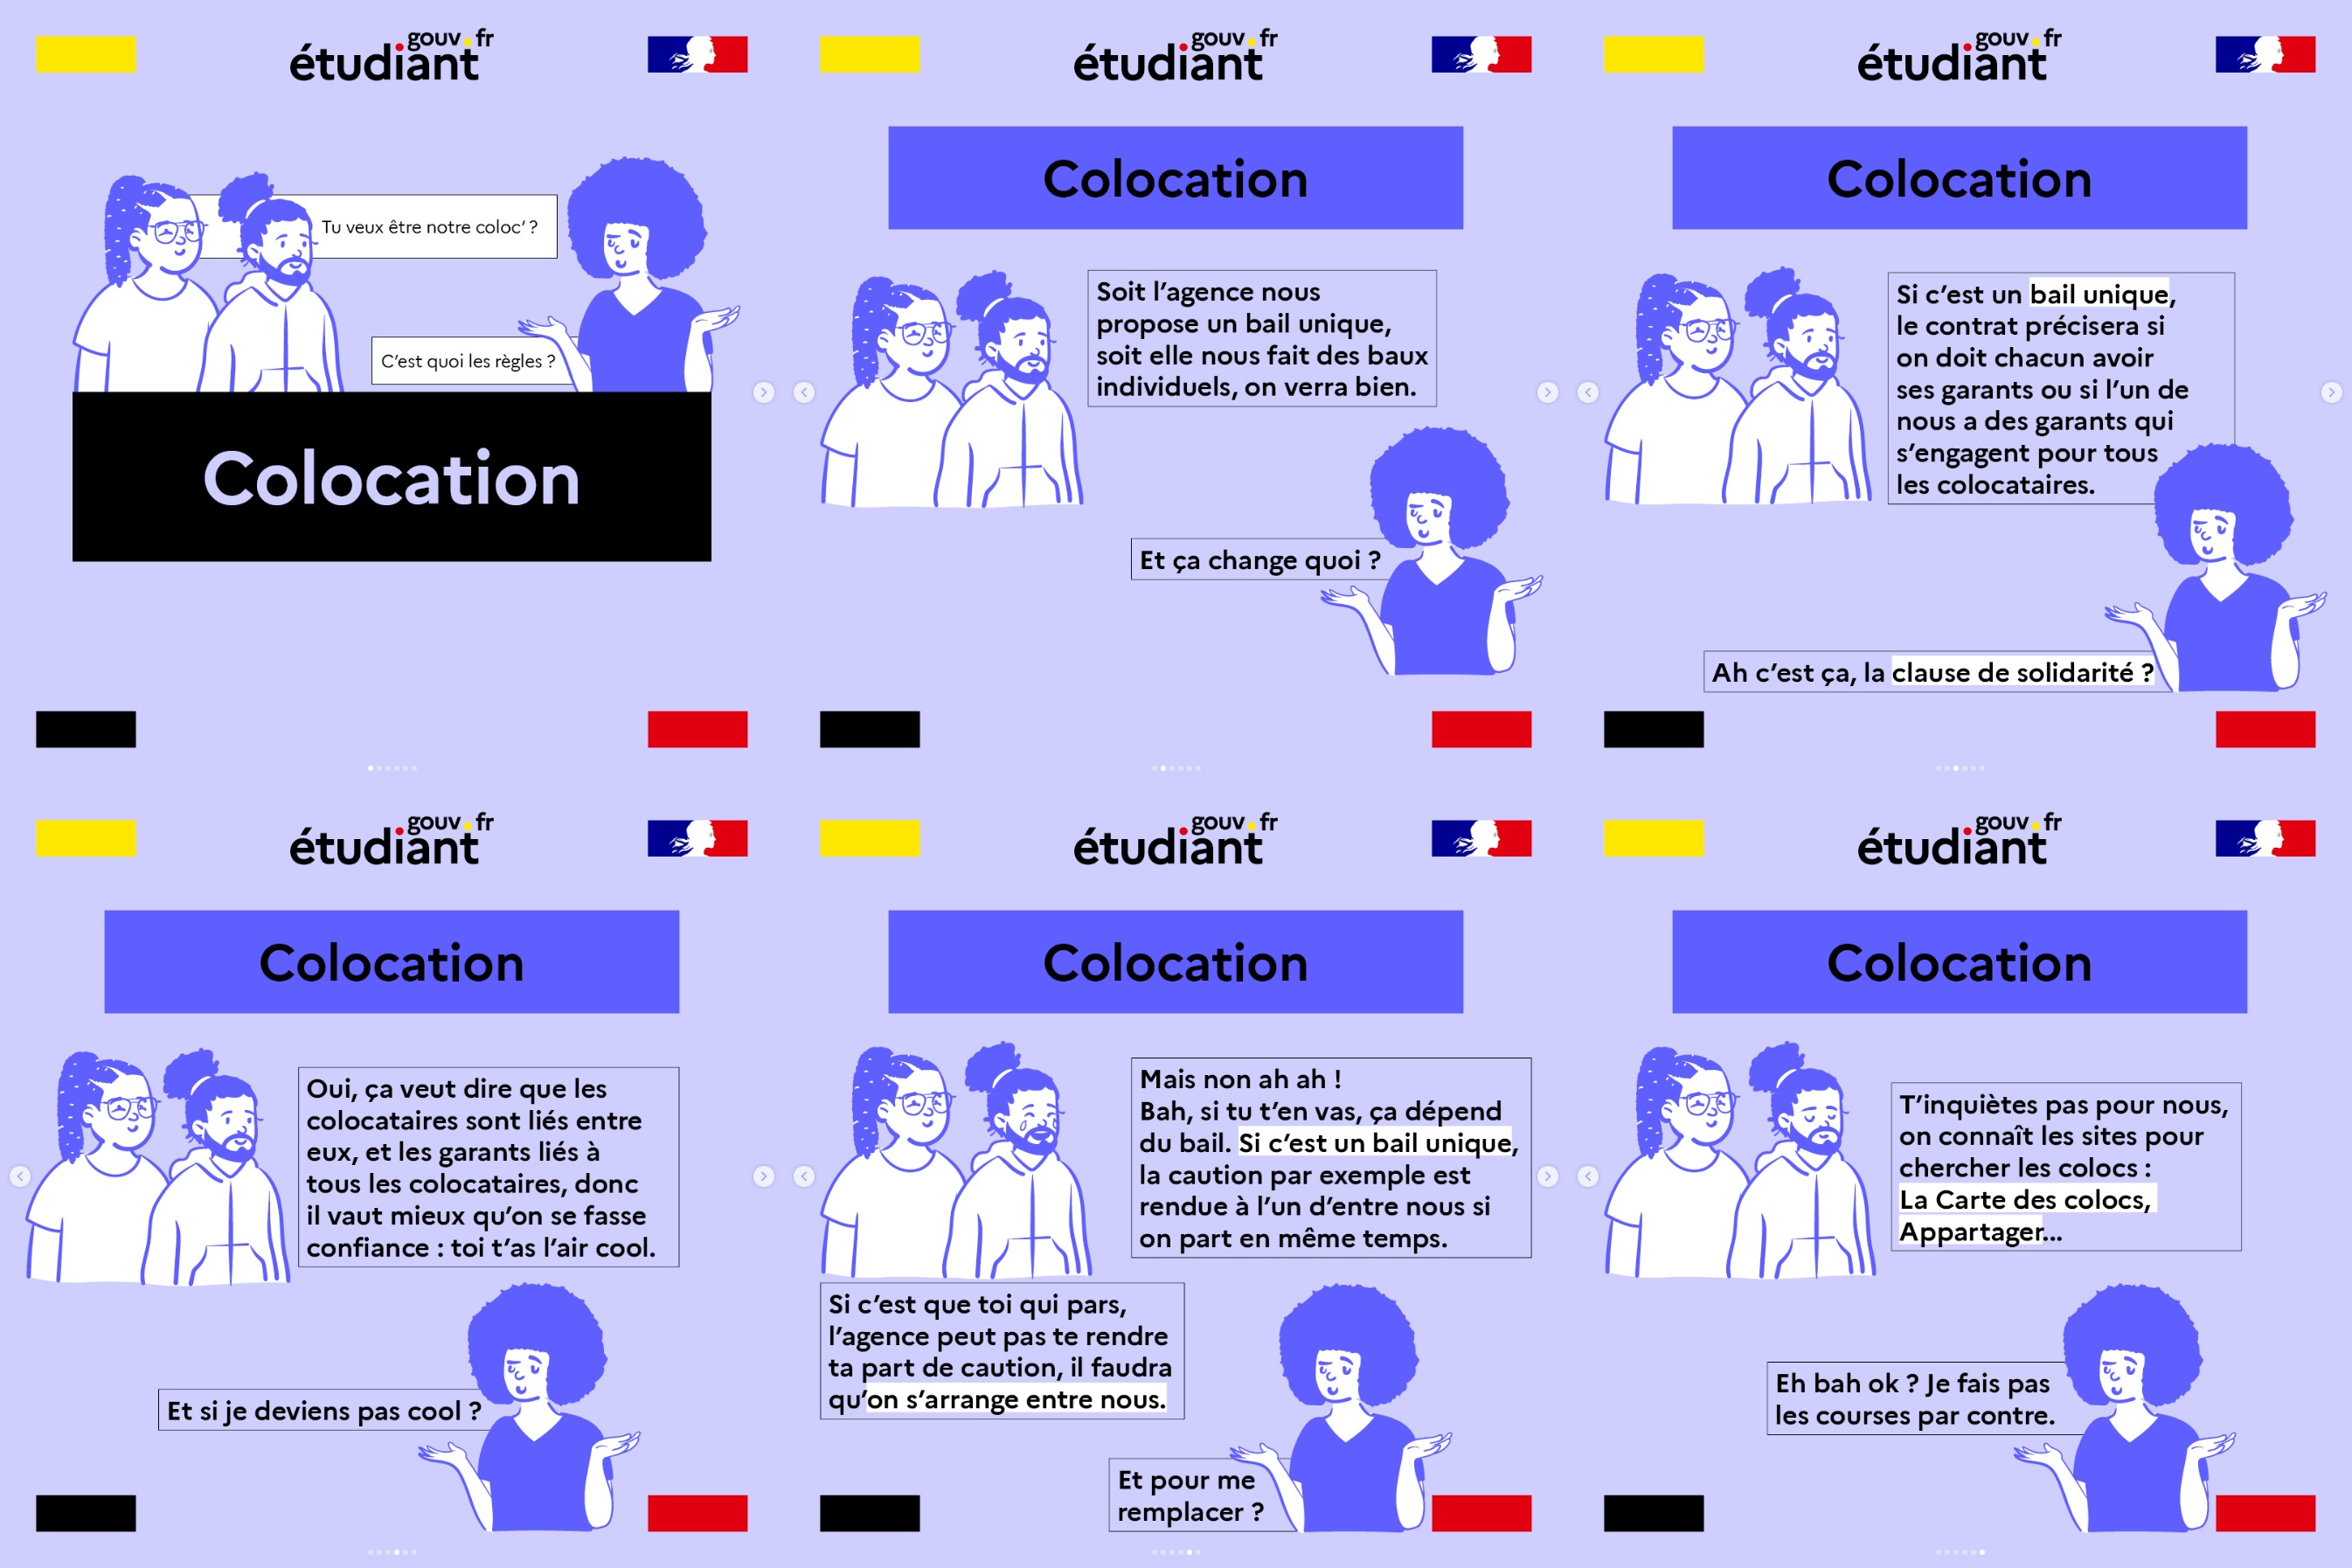 étudiant.gouv.fr
Tu veux être notre coloc’ ?
C’est quoi les règles ?
Colocation
étudiant.gouv.fr
Colocation
Soit l’agence nous
propose un bail unique,
soit elle nous fait des baux
individuels, on verra bien.
Et ça change quoi ?
étudiant.gouv.fr
Colocation
Si c’est un bail unique,
le contrat précisera si
on doit chacun avoir
ses garants ou si l’un de
nous a des garants qui
s’engagent pour tous
les colocataires.
Ah c’est ça, la clause de solidarité ?
étudiant.gouv.fr
Colocation
Oui, ça veut dire que les
colocataires sont liés entre
eux, et les garants liés à
tous les colocataires, donc
il vaut mieux qu’on se fasse
confiance : toi t’as l’air cool.
Et si je deviens pas cool ?
étudiant.gouv.fr
Colocation
Mais non ah ah !
Bah, si tu t’en vas, ça dépend
du bail. Si c’est un bail unique,
la caution par exemple est
rendue à l’un d’entre nous si
on part en même temps.
Si c’est que toi qui pars,
l’agence peut pas te rendre
ta part de caution, il faudra
qu’on s’arrange entre nous.
Et pour me
remplacer ?
étudiant.gouv.fr
Colocation
T’inquiètes pas pour nous,
on connaît les sites pour
chercher les colocs :
La Carte des colocs,
Appartager...
Eh bah ok ? Je fais pas
les courses par contre.